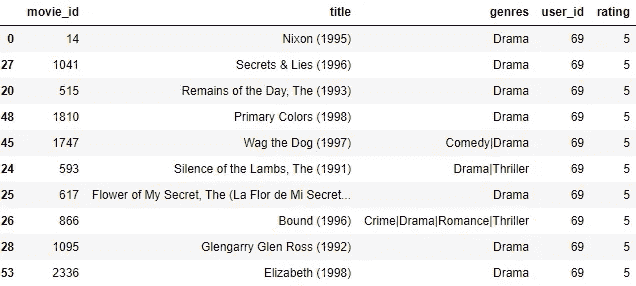 movie_id title genres user_id rating
0 14 Nixon (1995) Drama 69 5
27 1041 Secrets & Lies (1996) Drama 69 5
20 515 Remains of the Day, The (1993) Drama 69 5
48 1810 Primary Colors (1998) Drama 69 5
45 1747 Wag the Dog (1997) Comedy|Drama 69 5
24 593 Silence of the Lambs, The (1991) Drama|Thriller 69 5
25 617 Flower of My Secret, The (La Flor de Mi Secret... Drama 69 5
26 866 Bound (1996) Crime|Drama|Romance|Thriller 69 5
28 1095 Glengarry Glen Ross (1992) Drama 69 5
53 2336 Elizabeth (1998) Drama 69 5